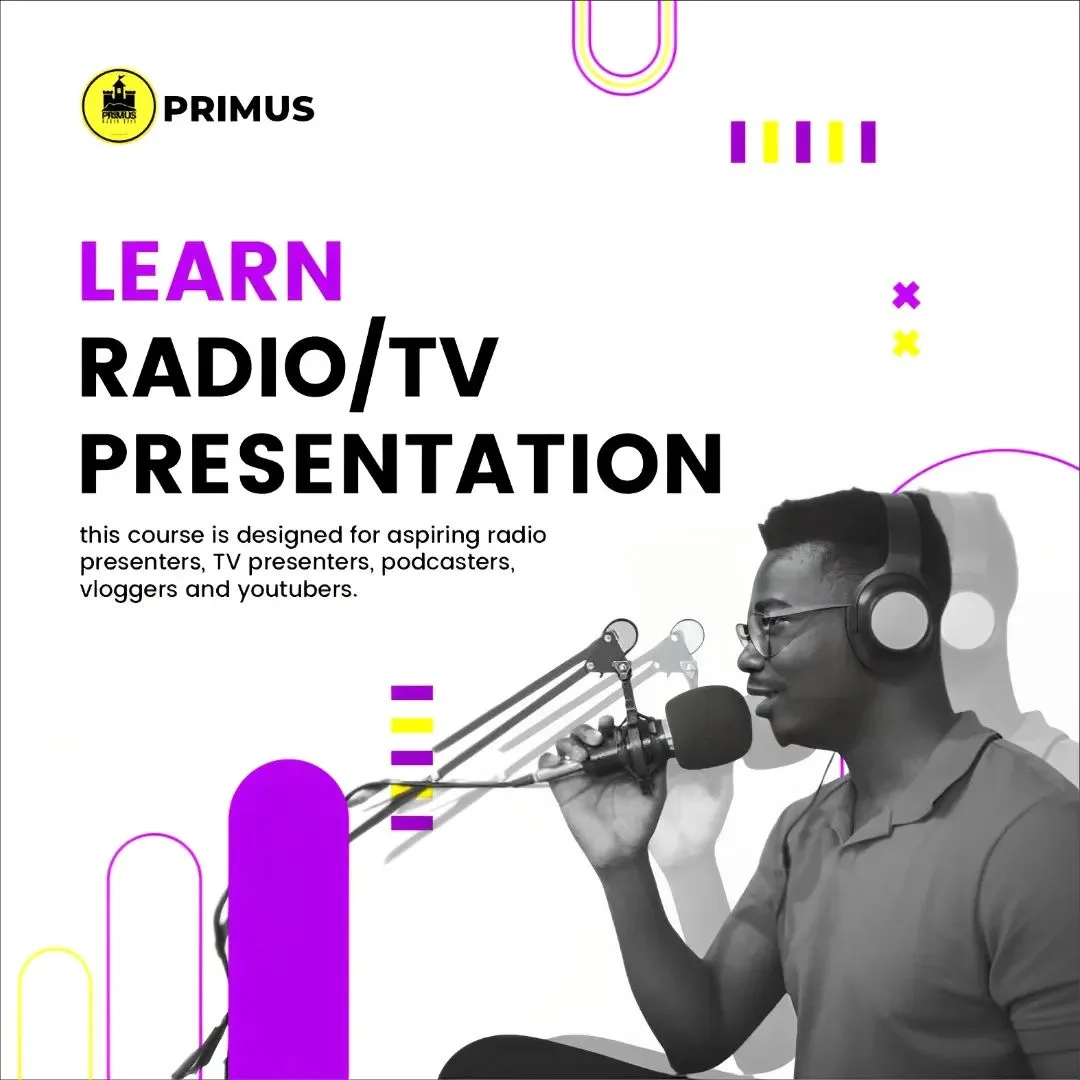 PRIMUS
PRIMUS
LEARN
RADIO/TV
PRESENTATION
this course is designed for aspiring radio
presenters, TV presenters, podcasters,
vloggers and youtubers.